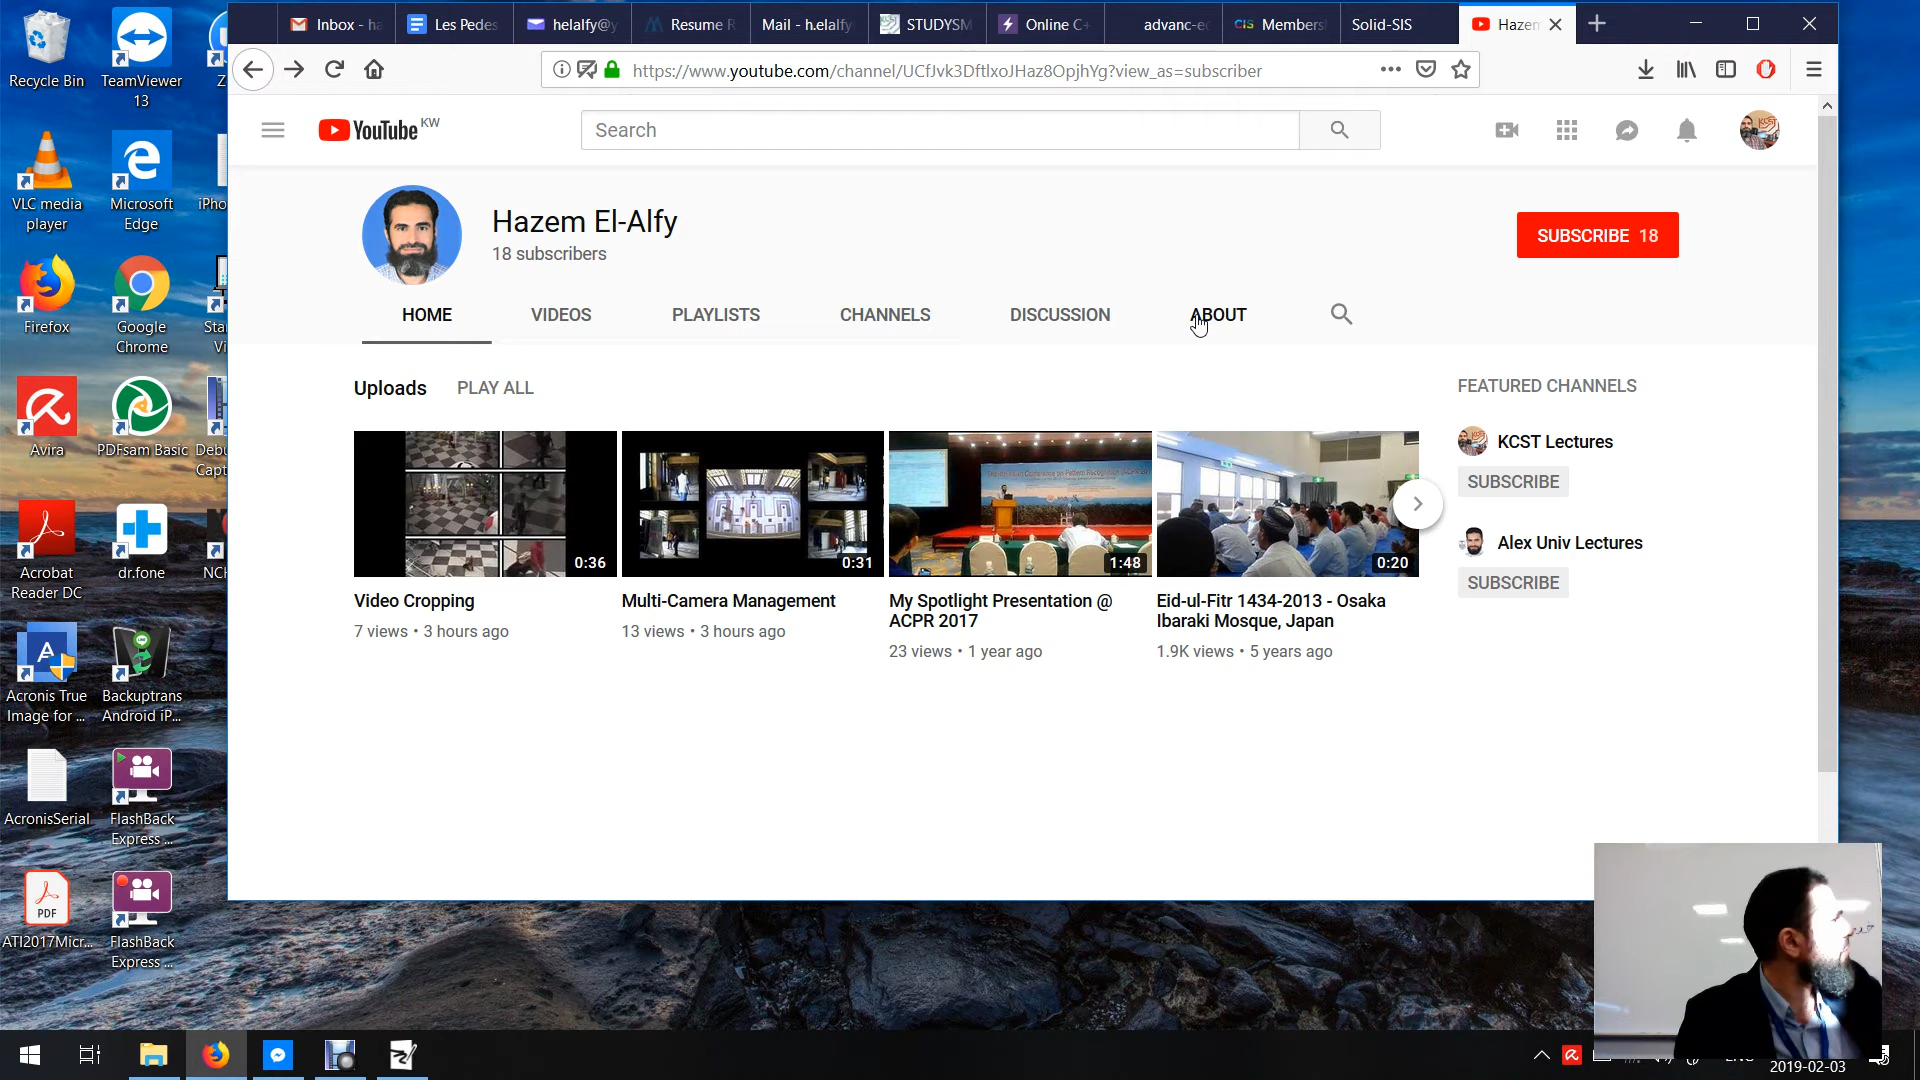 Recycle Bin
TeamViewer
13
VLC media
player
Microsoft
Edge
Firefox
Google
Chrome
Avira
PDFsam Basic
Acrobat
Reader DC
dr.fone
Acronis True
Image for ...
Backuptrans
Android iP...
AcronisSerial
FlashBack
Express ...
PDF
ATI2017Micr...
FlashBack
Express ...
Inbox - ha
Les Pedes
helalfy@y
Resume R
Mail - h.elalfy
STUDYSM
Online C+
advanc-ec
CIS
Members
Solid-SIS
Hazem
https://www.youtube.com/channel/UCfJvk3DftlxoJHaz8OpjhYg?view_as=subscriber
YouTube KW
Search
Hazem El-Alfy
18 subscribers
SUBSCRIBE 18
HOME
VIDEOS
PLAYLISTS
CHANNELS
DISCUSSION
ABOUT
Uploads
PLAY ALL
0:36
0:31
1:48
0:20
Video Cropping
7 views • 3 hours ago
Multi-Camera Management
13 views • 3 hours ago
My Spotlight Presentation @
ACPR 2017
23 views • 1 year ago
Eid-ul-Fitr 1434-2013 - Osaka
Ibaraki Mosque, Japan
1.9K views • 5 years ago
FEATURED CHANNELS
KCST Lectures
SUBSCRIBE
Alex Univ Lectures
SUBSCRIBE
2019-02-03